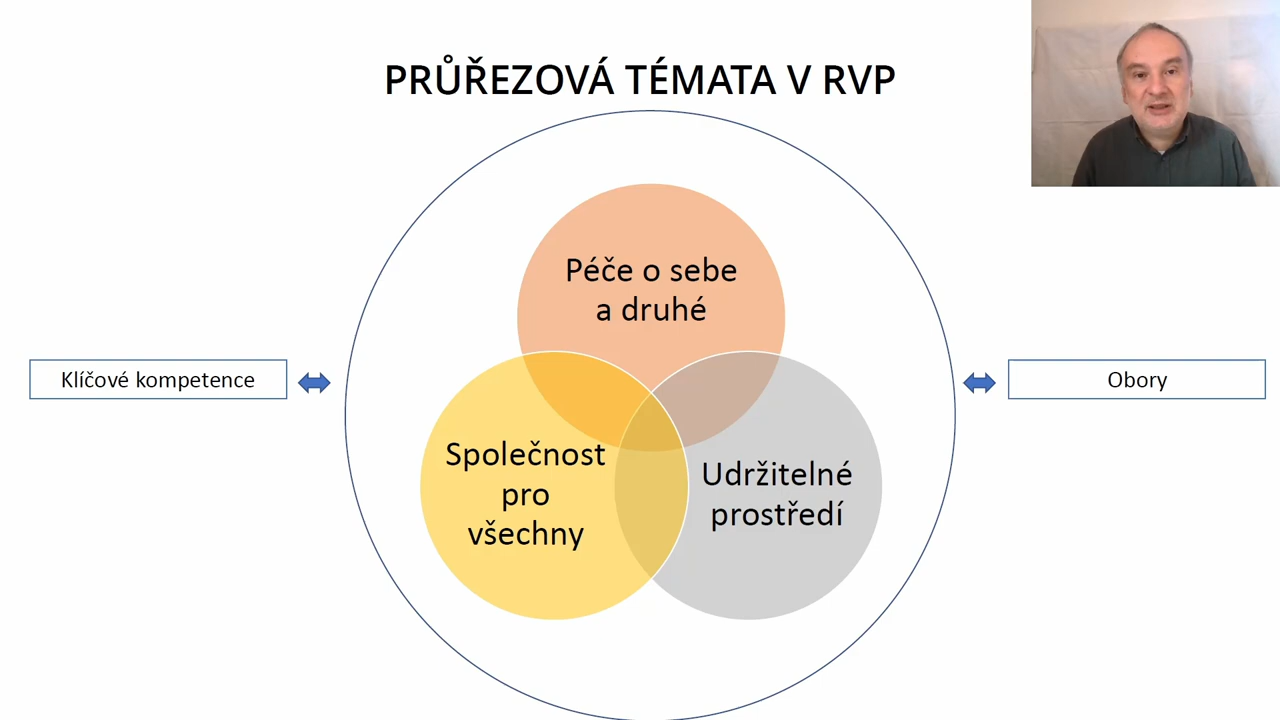 PRŮŘEZOVÁ TÉMATA V RVP
Péče o sebe
a druhé
Klíčové kompetence
Obory
Společnost
pro
všechny
Udržitelné
prostředí